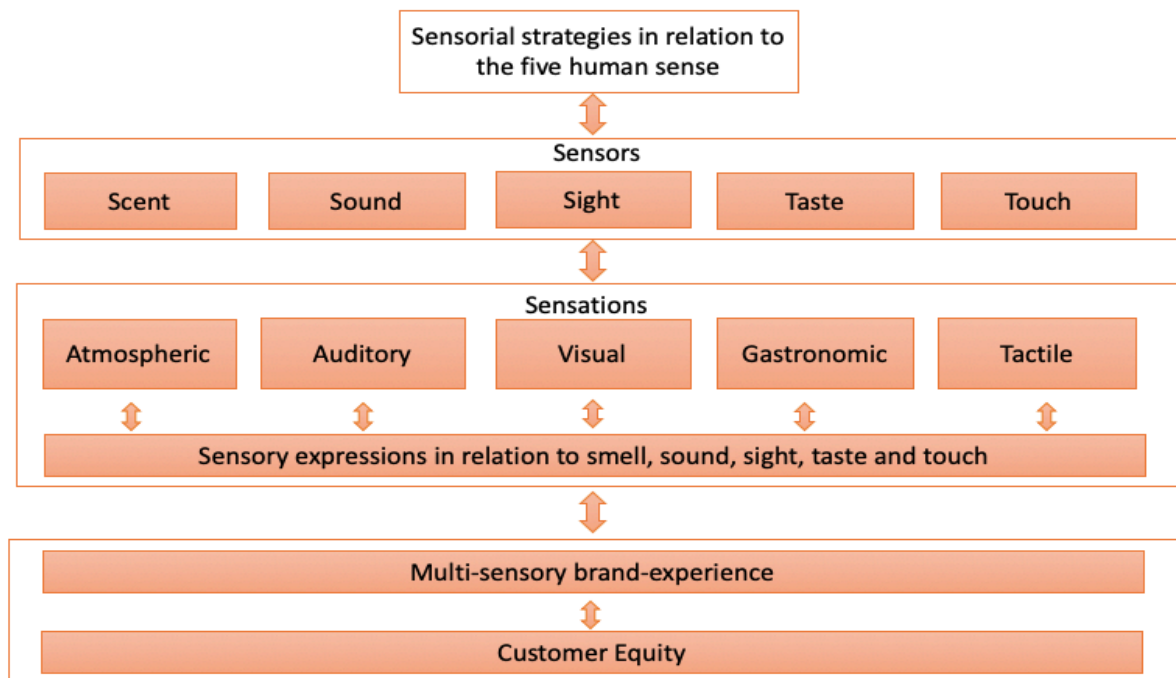 Sensorial strategies in relation to
the five human sense
Sensors
Scent
Sound
Sight
Taste
Touch
Sensations
Atmospheric
Auditory
Visual
Gastronomic
Tactile
Sensory expressions in relation to smell, sound, sight, taste and touch
Multi-sensory brand-experience
Customer Equity